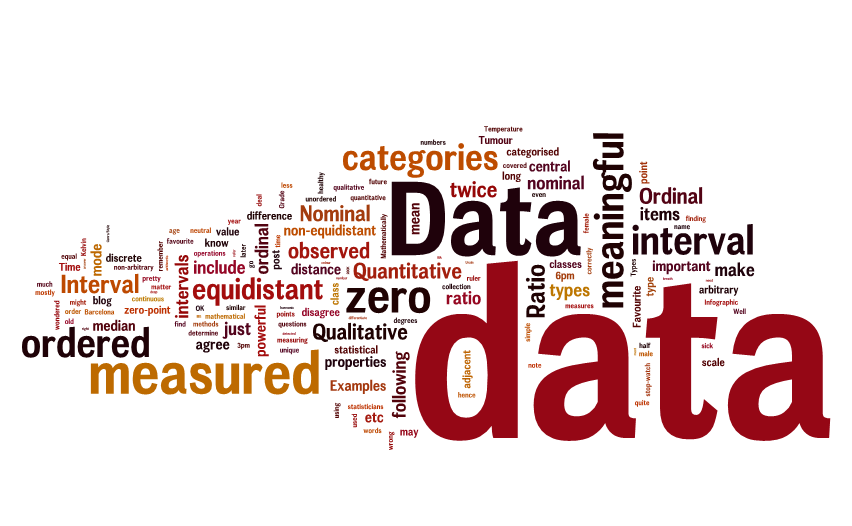 Temperature
numbers
Tumour
categories
categorised
covered
central
long
nominal
even
twice
Data
mean
meaningful
point
Ordinal
items
finding
name
interval
important
make
Types
type
Favourite
arbitrary
Infographic
Well
less
healthy
future
qualitative
quantitative
unordered
deal
Grade
difference
Nominal
non-equidistant
Mathematically
observed
year
age
neutral
value
favourite
know
operations
later
ordinal
post
time
include
distance
Quantitative
ruler
classes
6pm
types
measures
Ratio
female
correctly
equal
Kelvin
Time
mode
discrete
non-arbitrary
remember
much
mostly
Interval
pretty
matter
intervals
equidistant
class
zero
collection
ratio
might
blog
continuous
order
Barcelona
zero-point
wondered
old
median
OK
similar
mathematical
find
methods
determine
just
agree
3pm
powerful
points
disagree
questions
measuring
unique
Qualitative
degrees
statistical
properties
ordered
measured
Examples
following
adjacent
hence
data
simple
note
half
male
stop-watch
quite
sick
scale
using
statisticians
used
etc
words
wrong
may